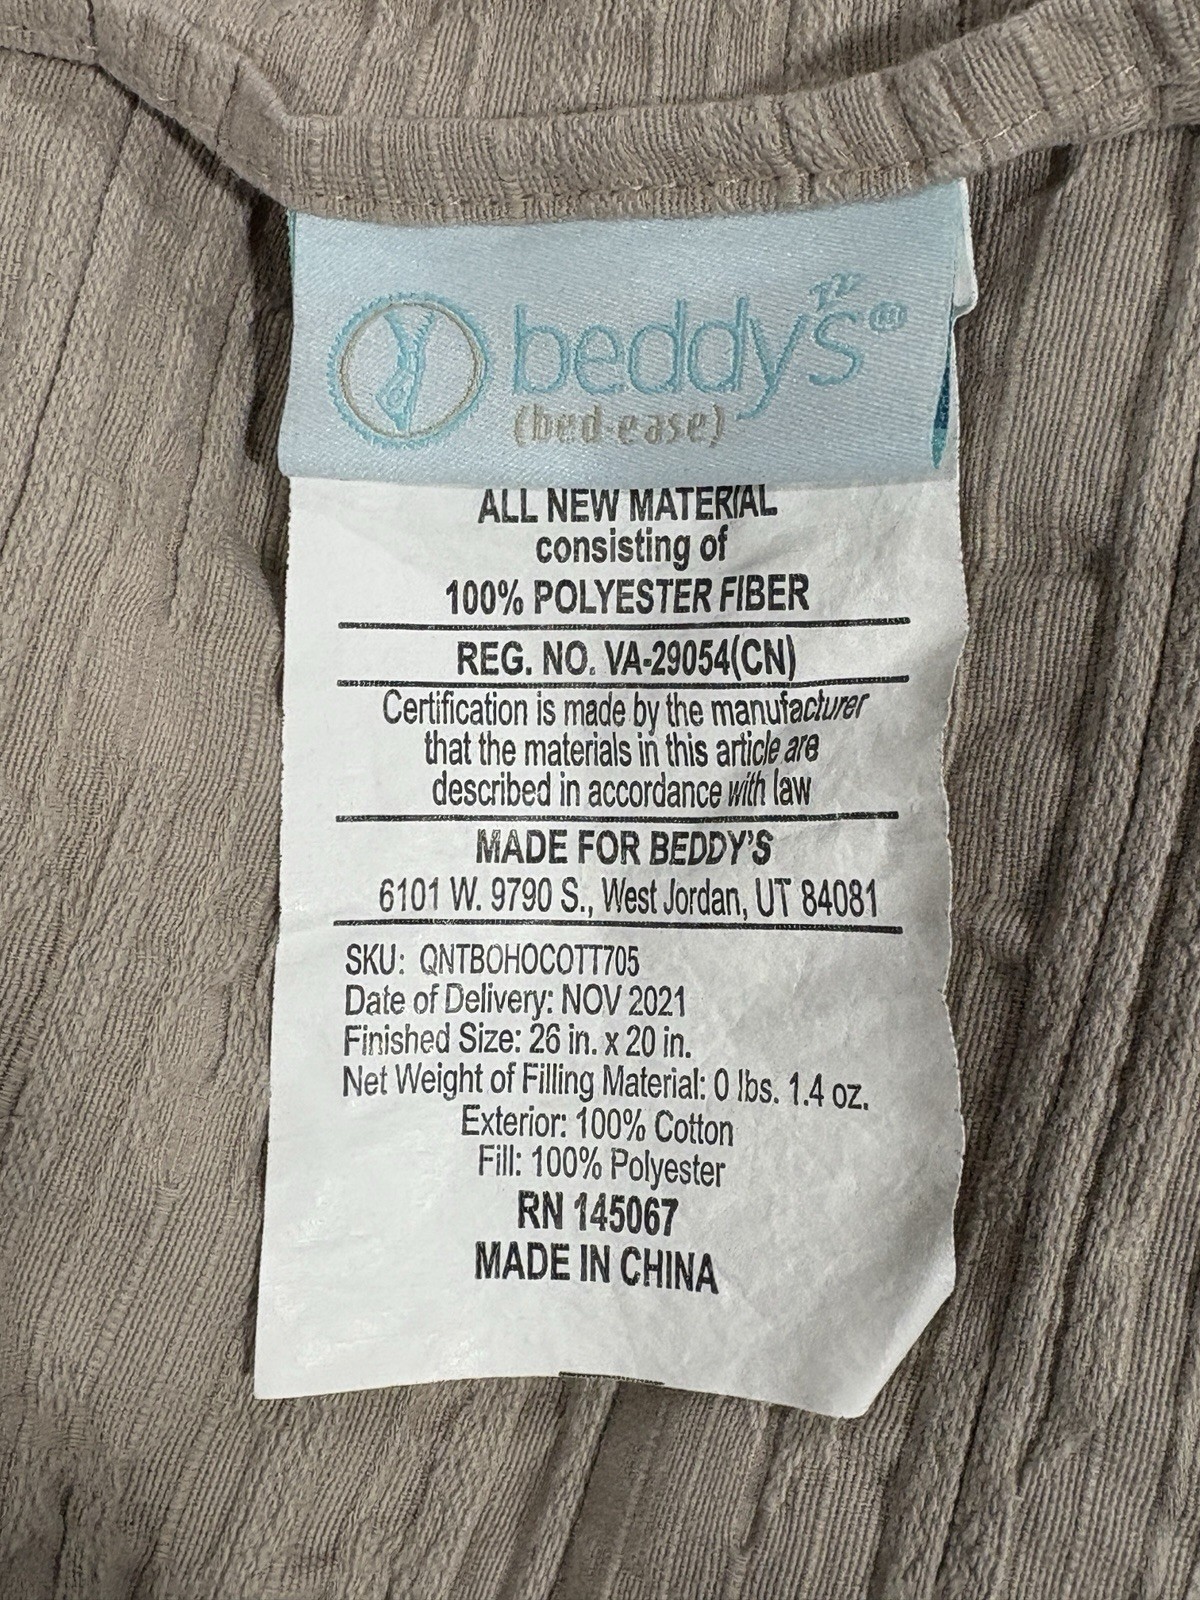 beddy's®
(bed-ease)
ALL NEW MATERIAL
consisting of
100% POLYESTER FIBER
REG. NO. VA-29054(CN)
Certification is made by the manufacturer
that the materials in this article are
described in accordance with law
MADE FOR BEDDY'S
6101 W. 9790 S., West Jordan, UT 84081
SKU: QNTBOHOCOTT705
Date of Delivery: NOV 2021
Finished Size: 26 in. x 20 in.
Net Weight of Filling Material: 0 lbs. 1.4 oz.
Exterior: 100% Cotton
Fill: 100% Polyester
RN 145067
MADE IN CHINA